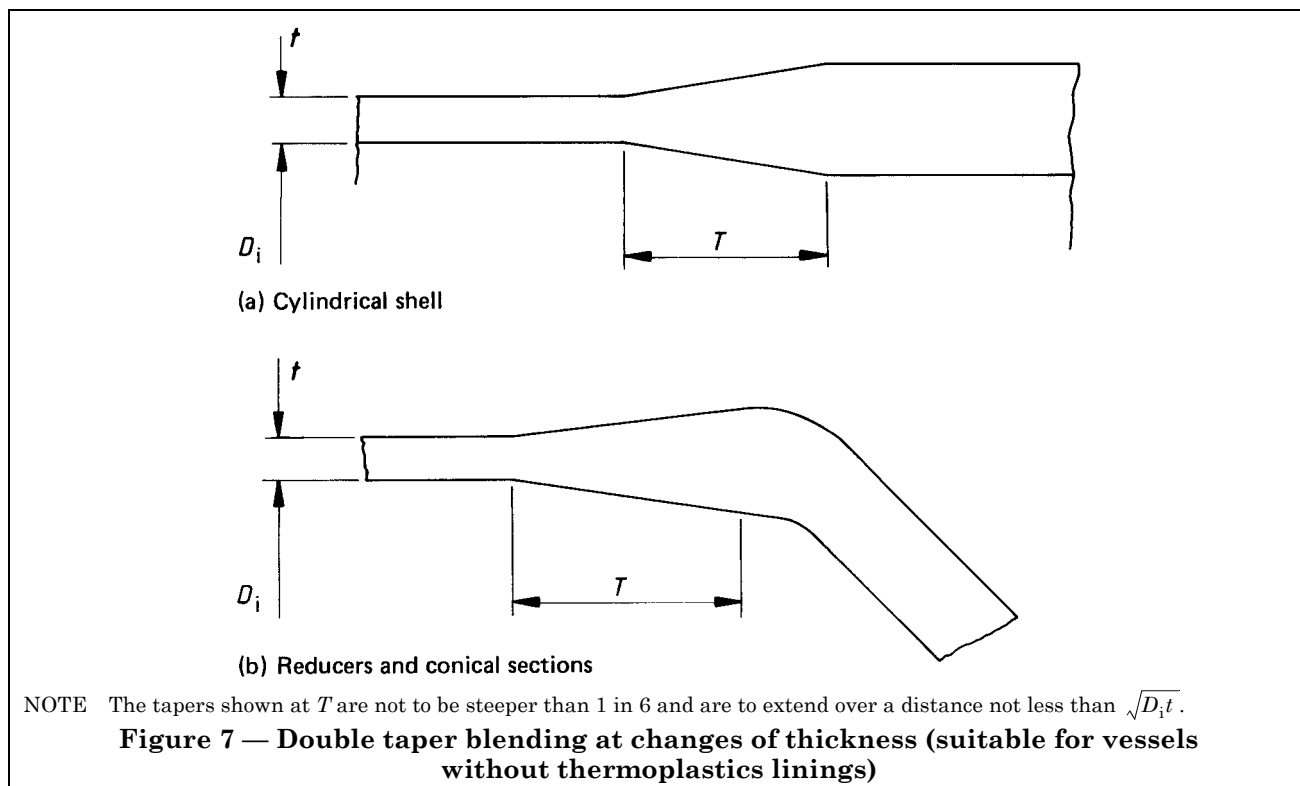 t
D_i
T
(a) Cylindrical shell
t
D_i
T
(b) Reducers and conical sections
NOTE The tapers shown at T are not to be steeper than 1 in 6 and are to extend over a distance not less than √D_i t.
Figure 7 — Double taper blending at changes of thickness (suitable for vessels
without thermoplastics linings)